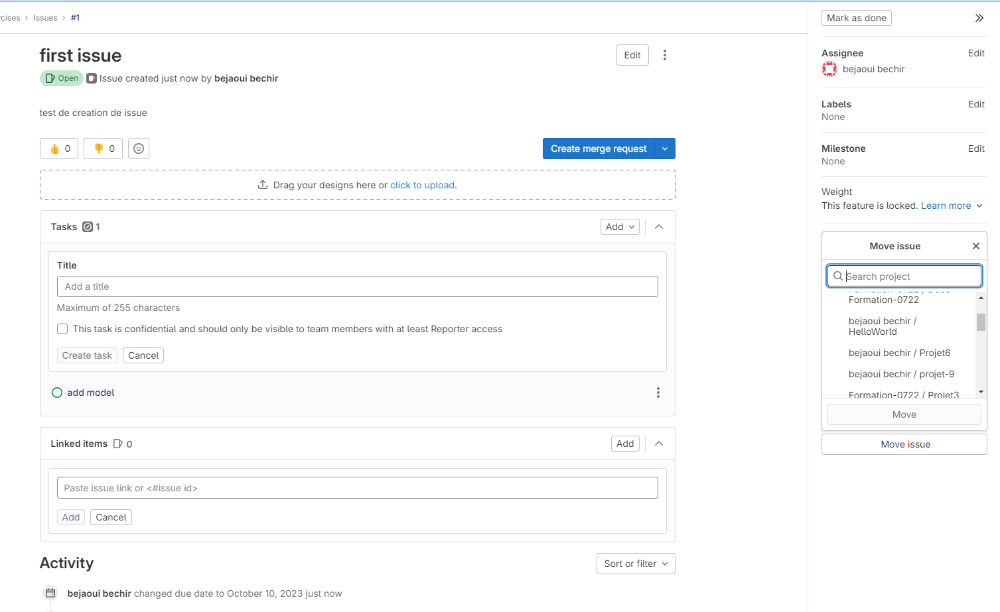 rcises > Issues > #1
first issue
Edit
Open Issue created just now by bejaoui bechir
test de creation de issue
0 0
Create merge request
Drag your designs here or click to upload.
Tasks 1
Add
Title
Add a title
Maximum of 255 characters
This task is confidential and should only be visible to team members with at least Reporter access
Create task Cancel
add model
Linked items 0
Add
Paste issue link or <#issue id>
Add Cancel
Activity
Sort or filter
bejaoui bechir changed due date to October 10, 2023 just now
Mark as done
Assignee Edit
bejaoui bechir
Labels Edit
None
Milestone Edit
None
Weight
This feature is locked. Learn more
Move issue
Search project
Formation-0722 / Docs
Formation-0722
bejaoui bechir /
HelloWorld
bejaoui bechir / Projet6
bejaoui bechir / projet-9
Formation-0722 / Projet3
Move
Move issue